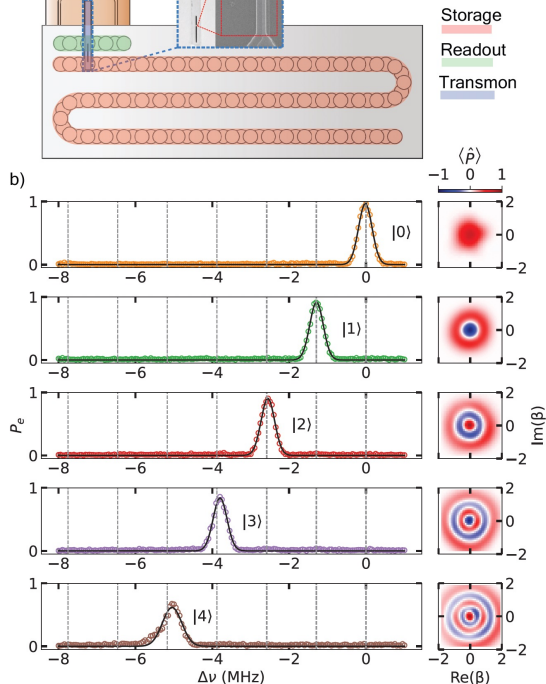 Storage
Readout
Transmon
b)
⟨P̂⟩
−1 0 1
1
0
|0⟩
−8 −6 −4 −2 0
2
0
−2
1
0
|1⟩
−8 −6 −4 −2 0
2
0
−2
1
0
|2⟩
−8 −6 −4 −2 0
2
0
−2
P_e
Im(β)
1
0
|3⟩
−8 −6 −4 −2 0
2
0
−2
1
0
|4⟩
−8 −6 −4 −2 0
2
0
−2
−2 0 2
Δν (MHz)
Re(β)